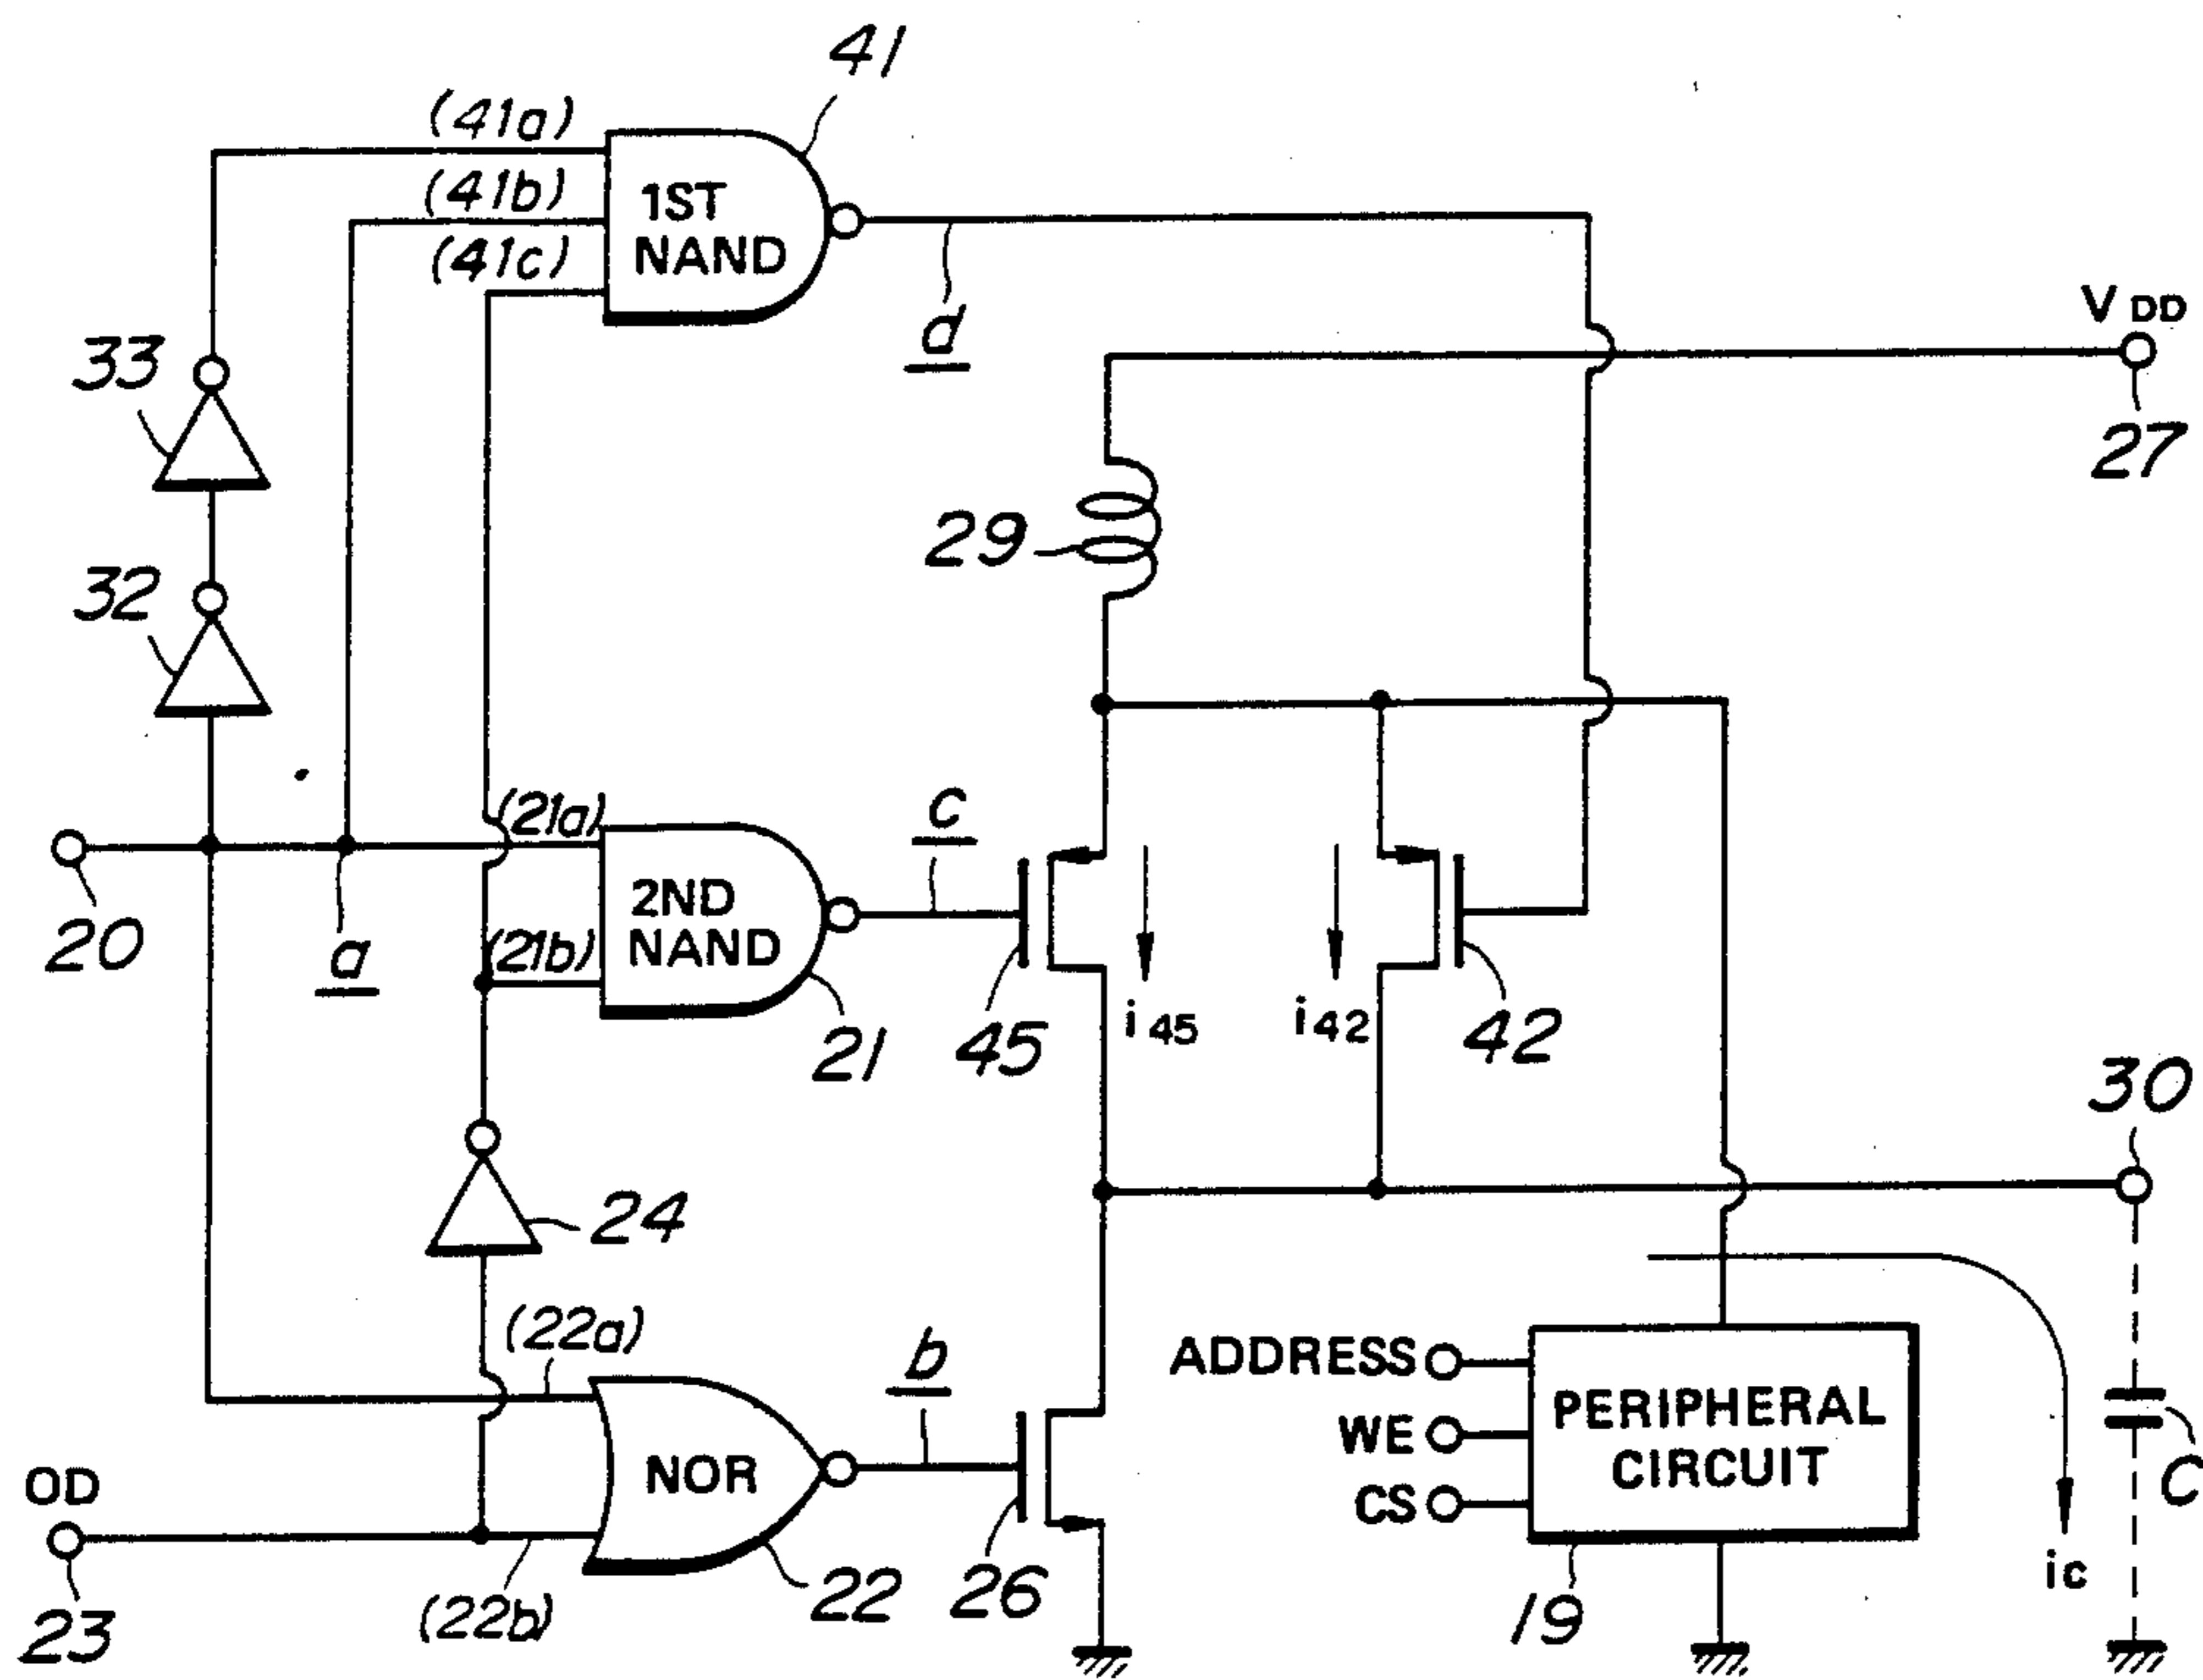 41
(41a)
(41b)
(41c)
1ST
NAND
d
VDD
27
33
29
32
(21a)
c
20
a
2ND
NAND
(21b)
21
45
i45
i42
42
30
24
(22a)
b
ADDRESS
WE
CS
PERIPHERAL
CIRCUIT
C
NOR
OD
23
(22b)
22
26
19
ic